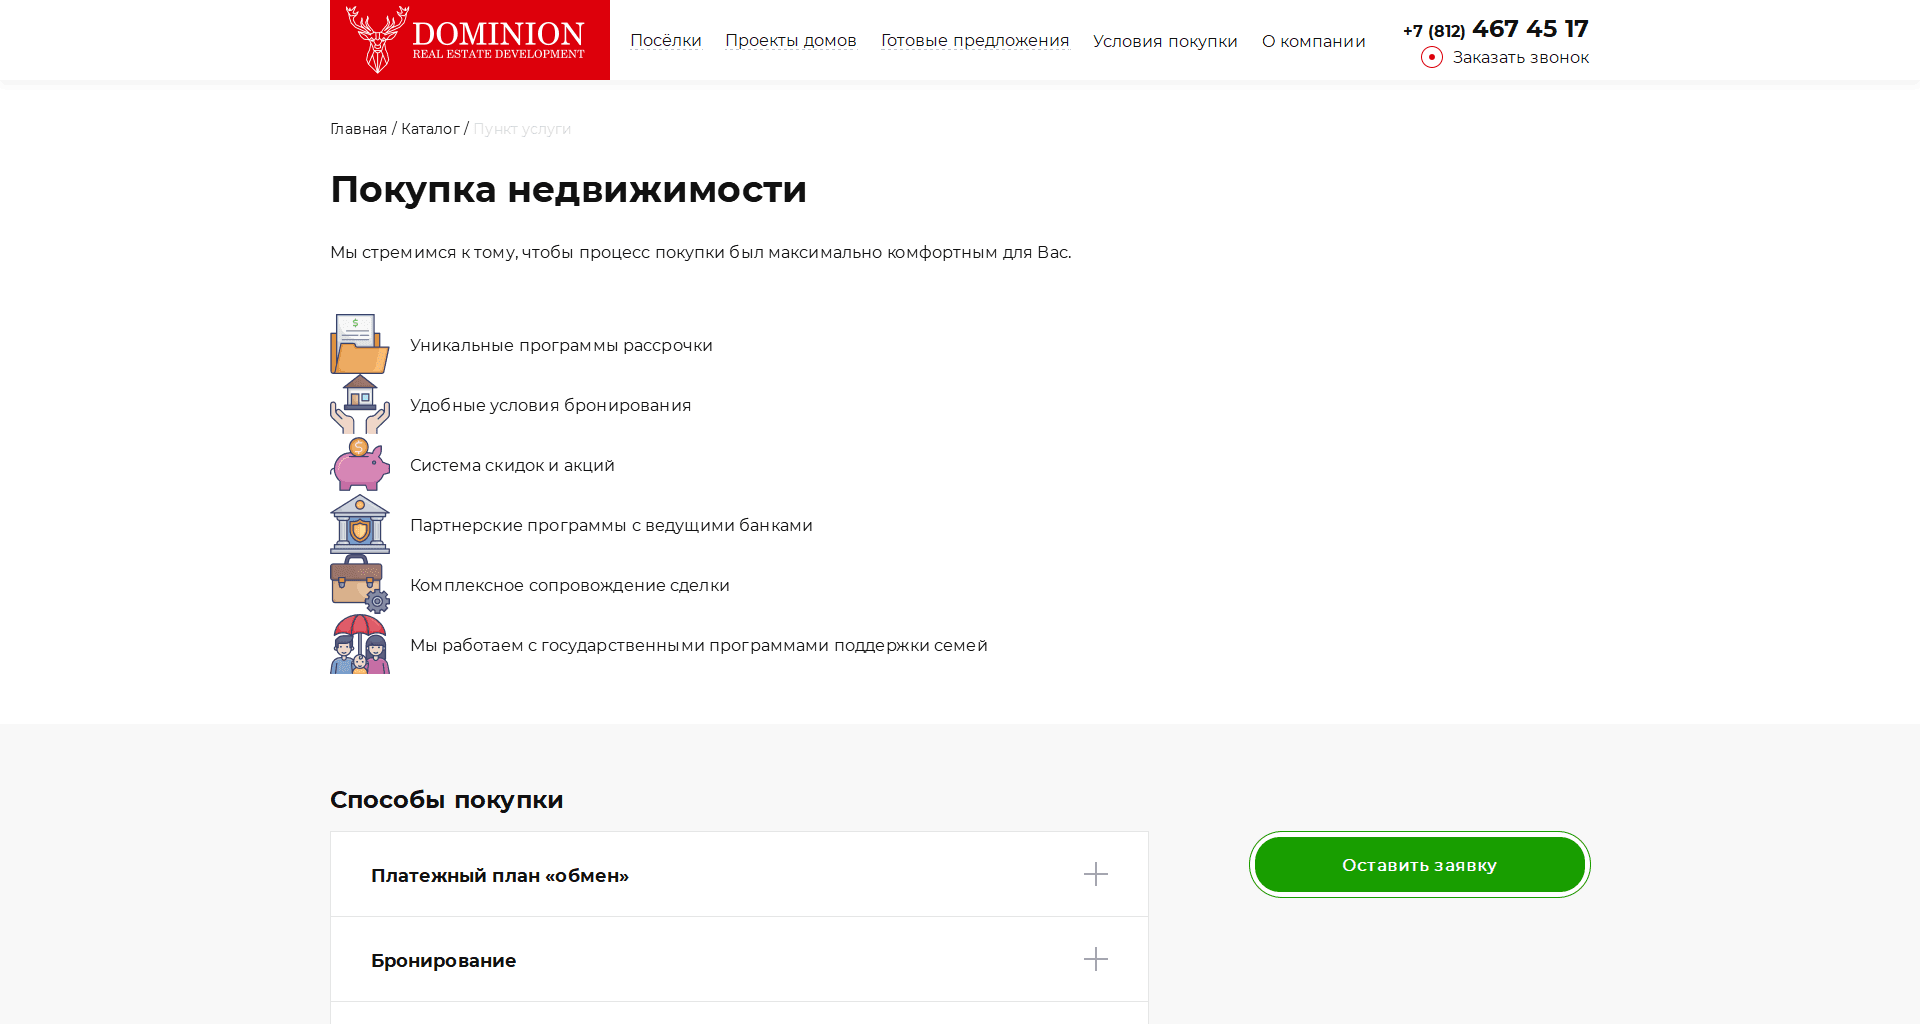 DOMINION
REAL ESTATE DEVELOPMENT
Посёлки Проекты домов Готовые предложения Условия покупки О компании
+7 (812) 467 45 17
Заказать звонок
Главная / Каталог / Пункт услуги
Покупка недвижимости
Мы стремимся к тому, чтобы процесс покупки был максимально комфортным для Вас.
Уникальные программы рассрочки
Удобные условия бронирования
Система скидок и акций
Партнерские программы с ведущими банками
Комплексное сопровождение сделки
Мы работаем с государственными программами поддержки семей
Способы покупки
Платежный план «обмен»
Оставить заявку
Бронирование